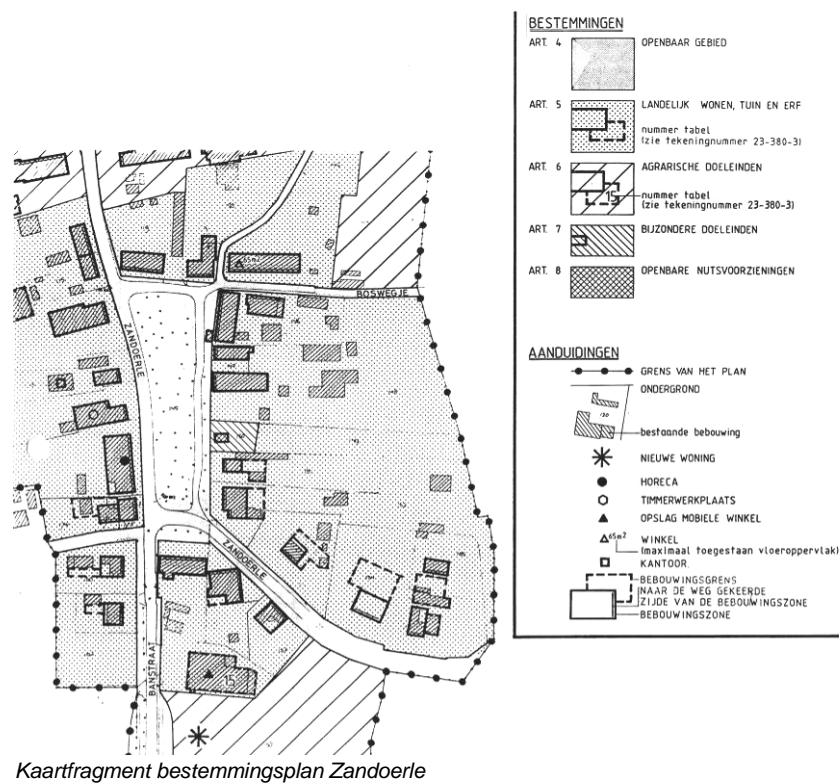 BESTEMMINGEN
ART. 4 OPENBAAR GEBIED
ART. 5 LANDELIJK WONEN, TUIN EN ERF
nummer tabel
(zie tekeningnummer 23-380-3)
ART. 6 AGRARISCHE DOELEINDEN
15
nummer tabel
(zie tekeningnummer 23-380-3)
ART. 7 BIJZONDERE DOELEINDEN
ART. 8 OPENBARE NUTSVOORZIENINGEN
AANDUIDINGEN
GRENS VAN HET PLAN
ONDERGROND
120
bestaande bebouwing
NIEUWE WONING
HORECA
TIMMERWERKPLAATS
OPSLAG MOBIELE WINKEL
65m² WINKEL
(maximaal toegestaan vloeroppervlak)
KANTOOR
BEBOUWINGSGRENS
NAAR DE WEG GEKEERDE
ZIJDE VAN DE BEBOUWINGSZONE
BEBOUWINGSZONE
65m²
BOSWEGJE
ZANDOERLE
ZANDOERLE
BANSTRAAT
15
Kaartfragment bestemmingsplan Zandoerle